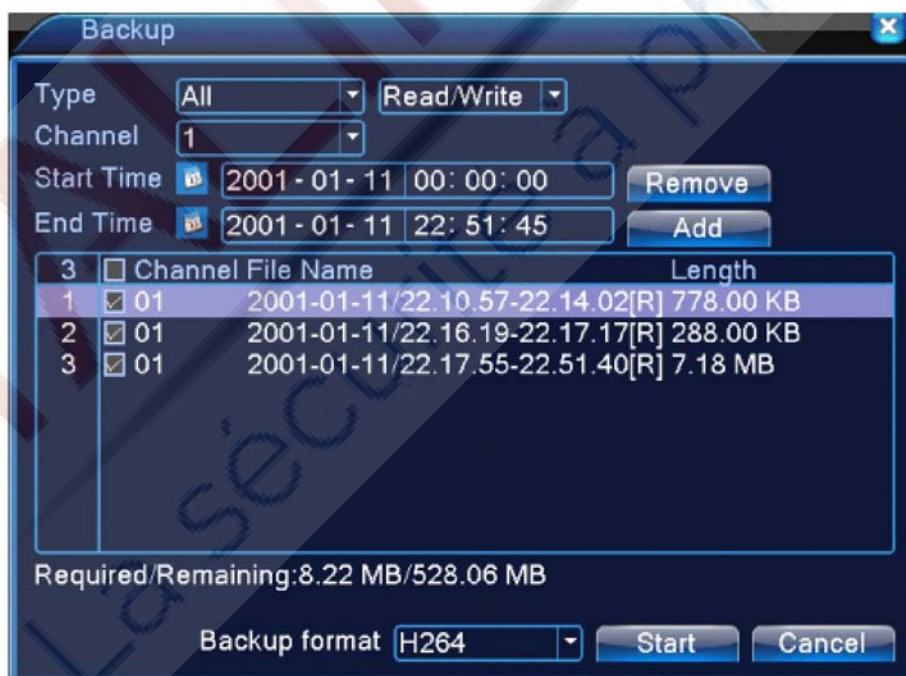 Backup
Type All Read/Write
Channel 1
Start Time 2001 - 01 - 11 00: 00: 00 Remove
End Time 2001 - 01 - 11 22: 51: 45 Add
3 Channel File Name Length
1 01 2001-01-11/22.10.57-22.14.02[R] 778.00 KB
2 01 2001-01-11/22.16.19-22.17.17[R] 288.00 KB
3 01 2001-01-11/22.17.55-22.51.40[R] 7.18 MB
Required/Remaining:8.22 MB/528.06 MB
Backup format H264 Start Cancel
La sécurité à